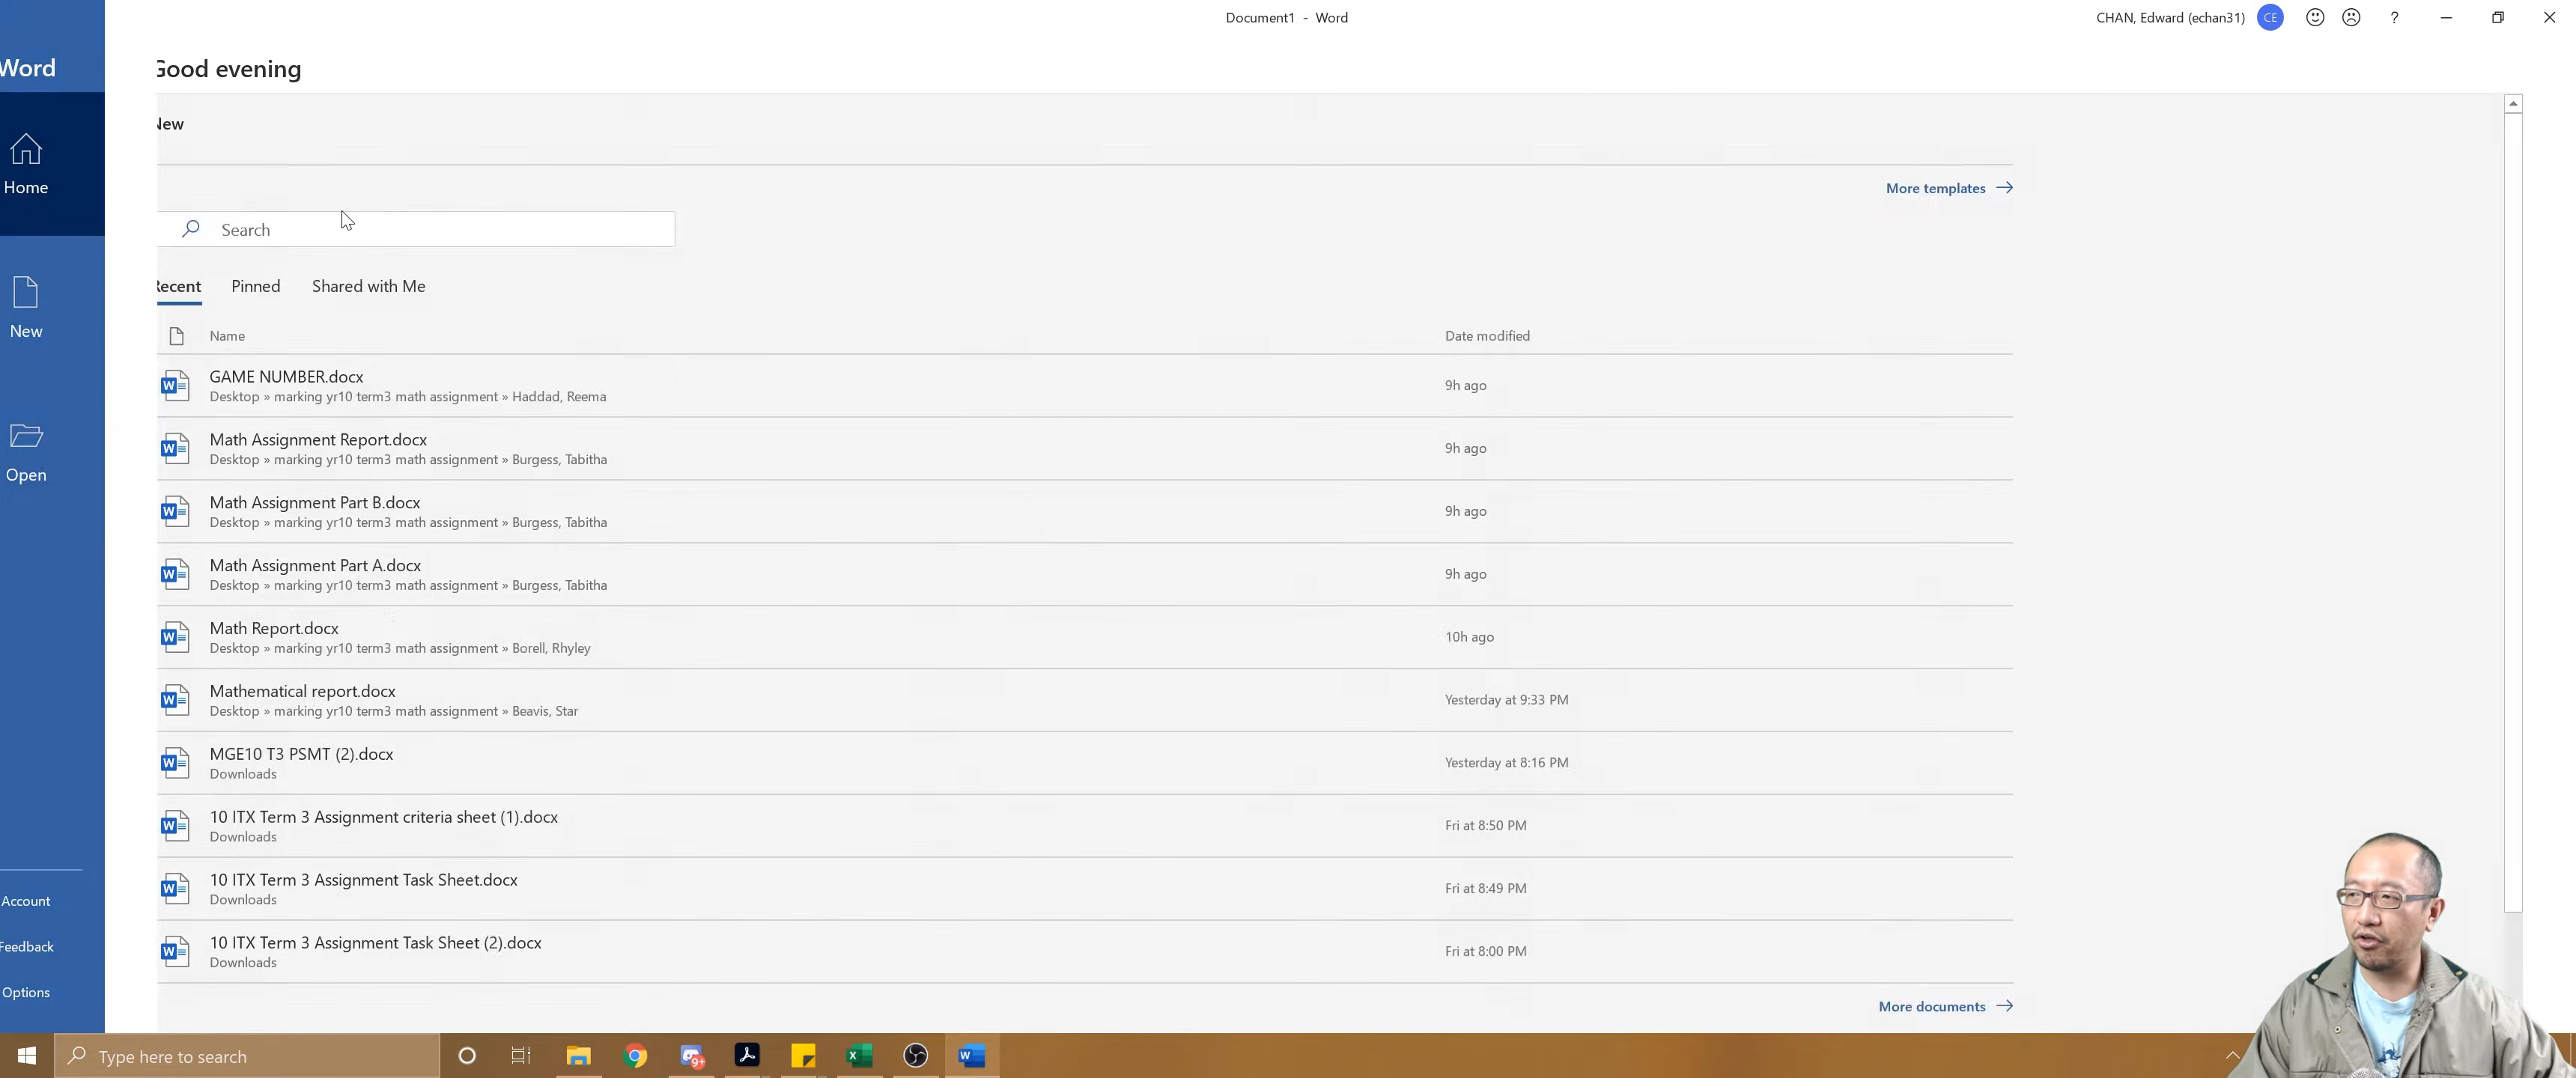 Document1 - Word
CHAN, Edward (echan31)
CE
?
Word
Good evening
New
Home
More templates
Search
Recent
Pinned
Shared with Me
New
Name
Date modified
GAME NUMBER.docx
Desktop » marking yr10 term3 math assignment » Haddad, Reema
9h ago
Math Assignment Report.docx
Desktop » marking yr10 term3 math assignment » Burgess, Tabitha
9h ago
Open
Math Assignment Part B.docx
Desktop » marking yr10 term3 math assignment » Burgess, Tabitha
9h ago
Math Assignment Part A.docx
Desktop » marking yr10 term3 math assignment » Burgess, Tabitha
9h ago
Math Report.docx
Desktop » marking yr10 term3 math assignment » Borell, Rhyley
10h ago
Mathematical report.docx
Desktop » marking yr10 term3 math assignment » Beavis, Star
Yesterday at 9:33 PM
MGE10 T3 PSMT (2).docx
Downloads
Yesterday at 8:16 PM
10 ITX Term 3 Assignment criteria sheet (1).docx
Downloads
Fri at 8:50 PM
10 ITX Term 3 Assignment Task Sheet.docx
Downloads
Fri at 8:49 PM
Account
10 ITX Term 3 Assignment Task Sheet (2).docx
Downloads
Fri at 8:00 PM
Feedback
Options
More documents
Type here to search
9+